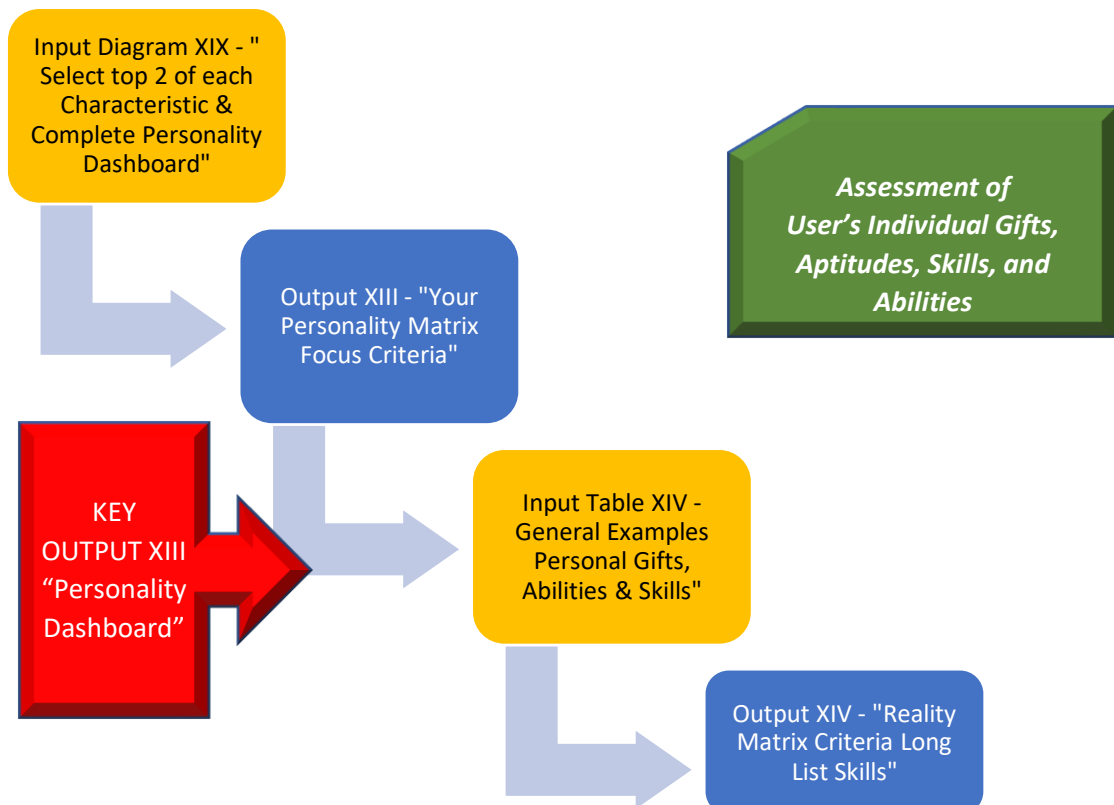 Input Diagram XIX - "
Select top 2 of each
Characteristic &
Complete Personality
Dashboard"
Assessment of
User’s Individual Gifts,
Aptitudes, Skills, and
Abilities
Output XIII - "Your
Personality Matrix
Focus Criteria"
KEY
OUTPUT XIII
“Personality
Dashboard”
Input Table XIV -
General Examples
Personal Gifts,
Abilities & Skills"
Output XIV - "Reality
Matrix Criteria Long
List Skills"